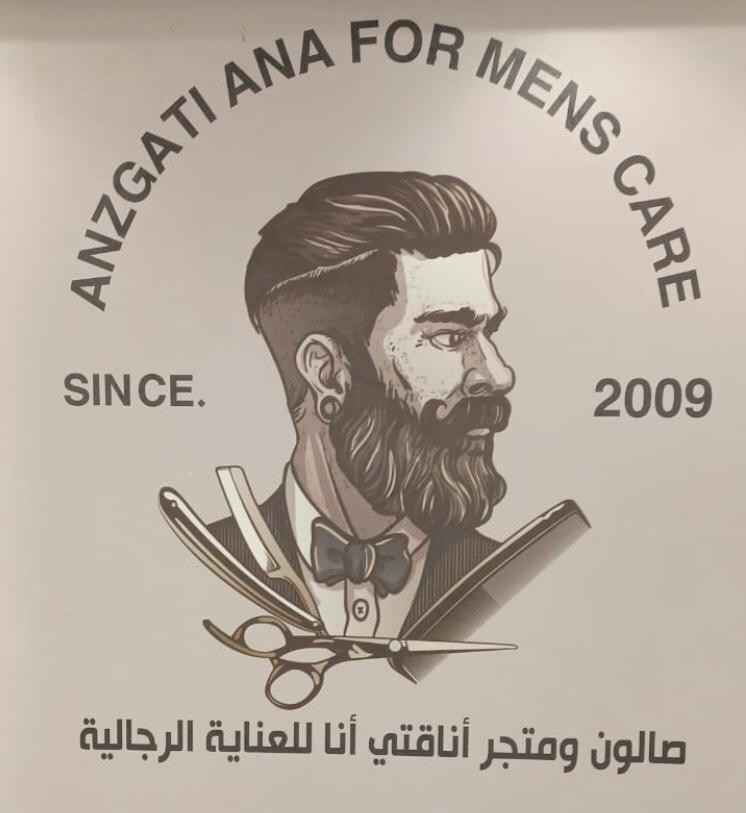 ANZGATI ANA FOR MENS CARE
SINCE. 2009
صالون ومتجر أناقتي أنا للعناية الرجالية